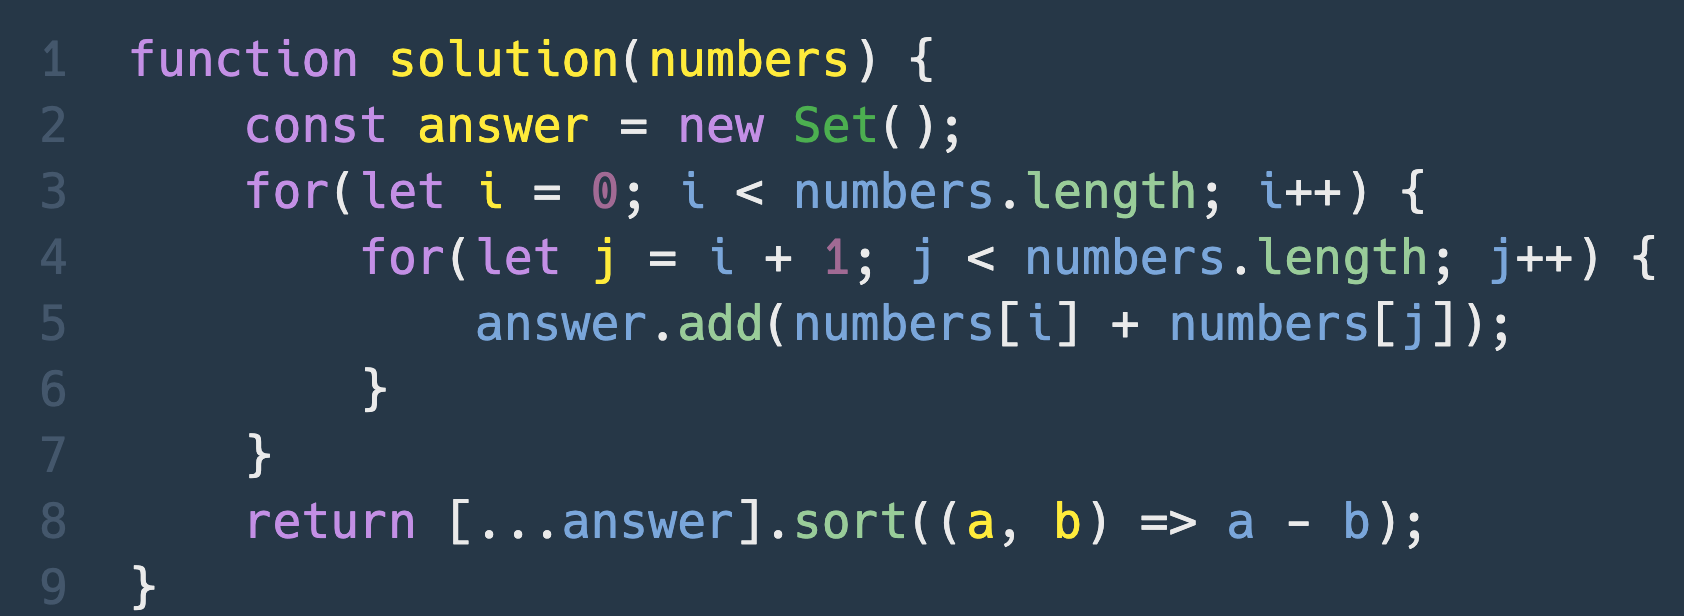 1 function solution(numbers) {
2     const answer = new Set();
3     for(let i = 0; i < numbers.length; i++) {
4         for(let j = i + 1; j < numbers.length; j++) {
5             answer.add(numbers[i] + numbers[j]);
6         }
7     }
8     return [...answer].sort((a, b) => a - b);
9 }